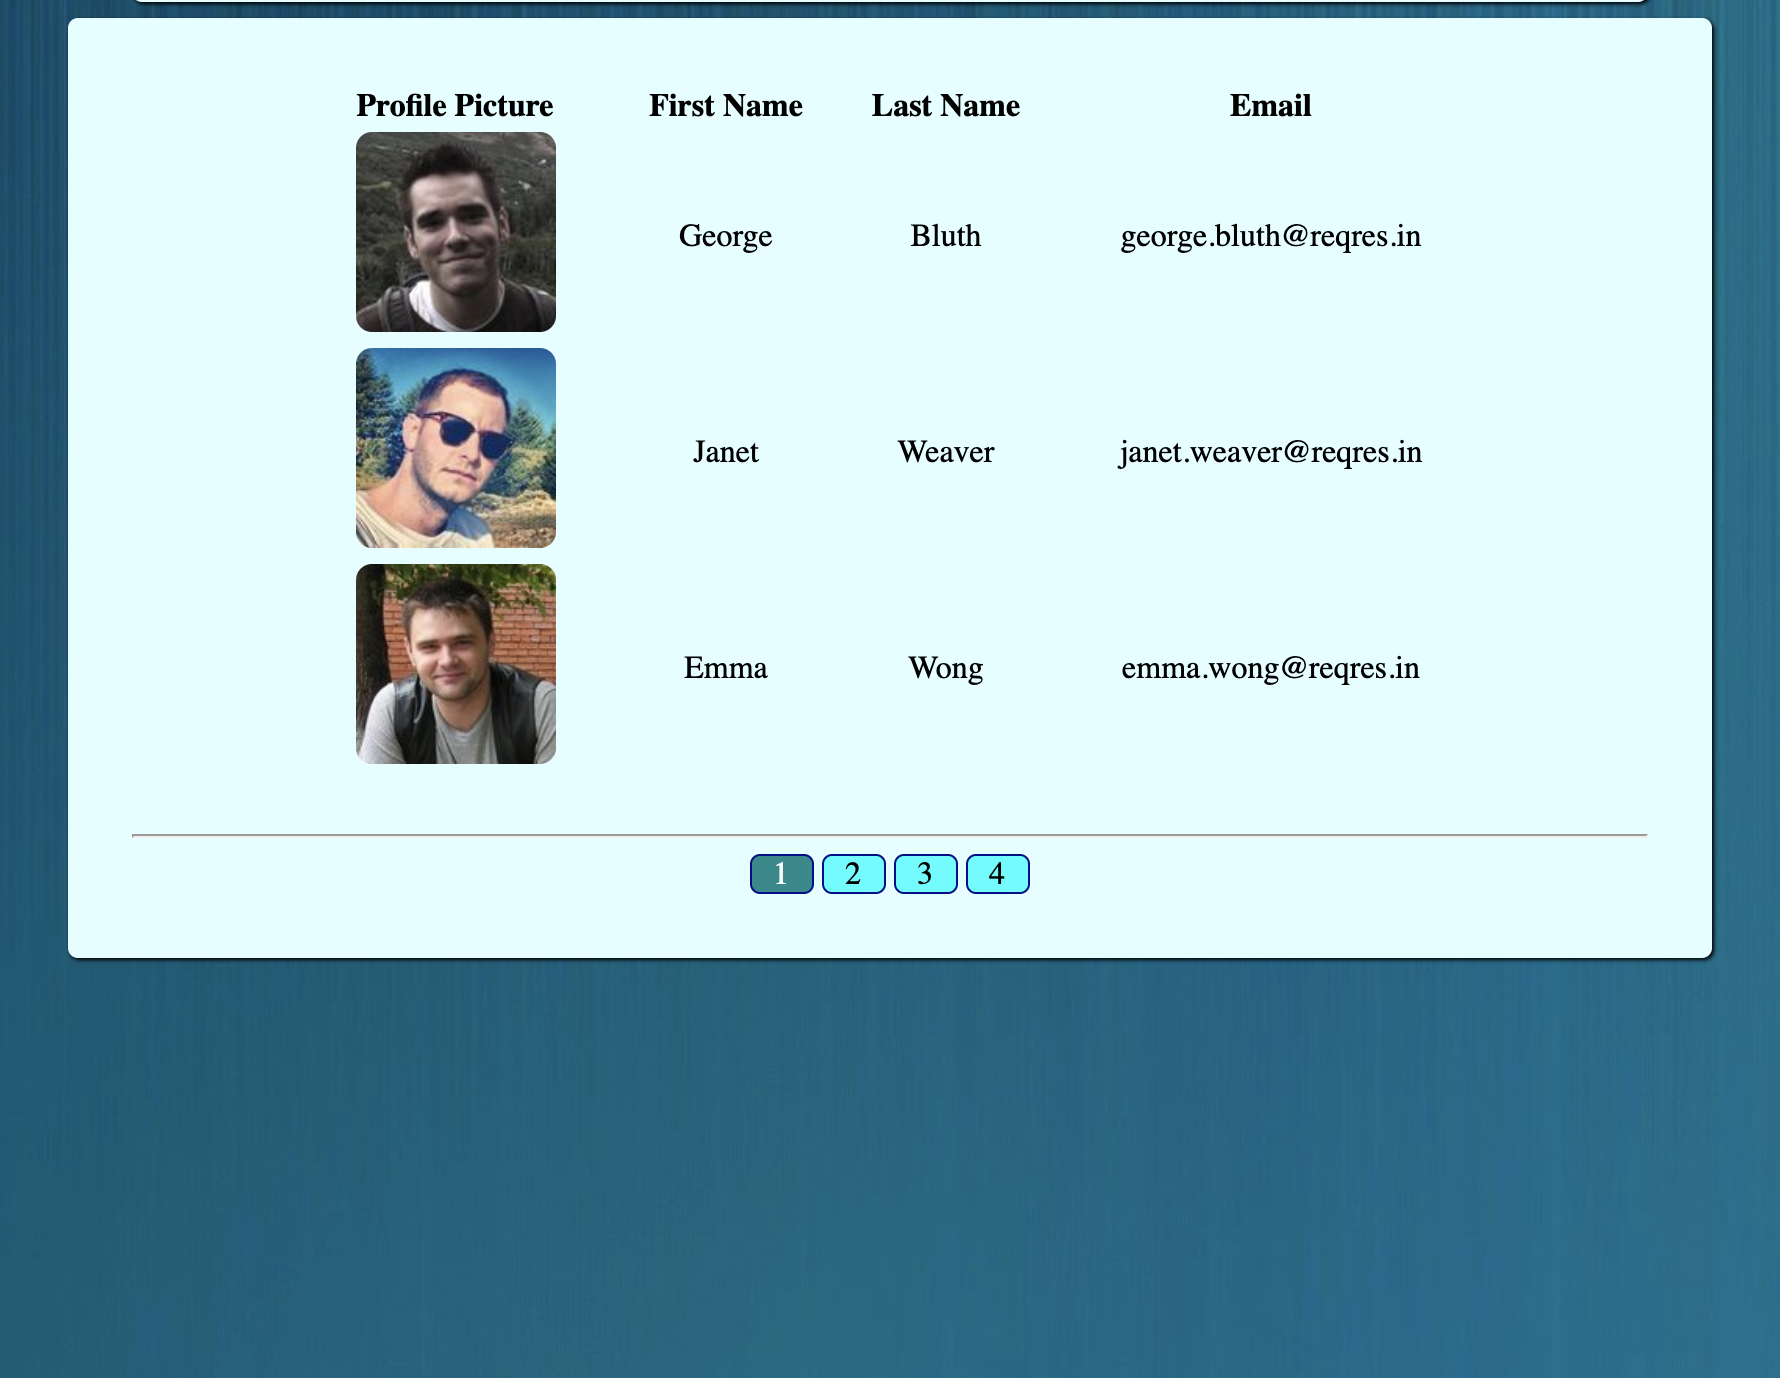 Profile Picture First Name Last Name Email
George Bluth george.bluth@reqres.in
Janet Weaver janet.weaver@reqres.in
Emma Wong emma.wong@reqres.in
1 2 3 4